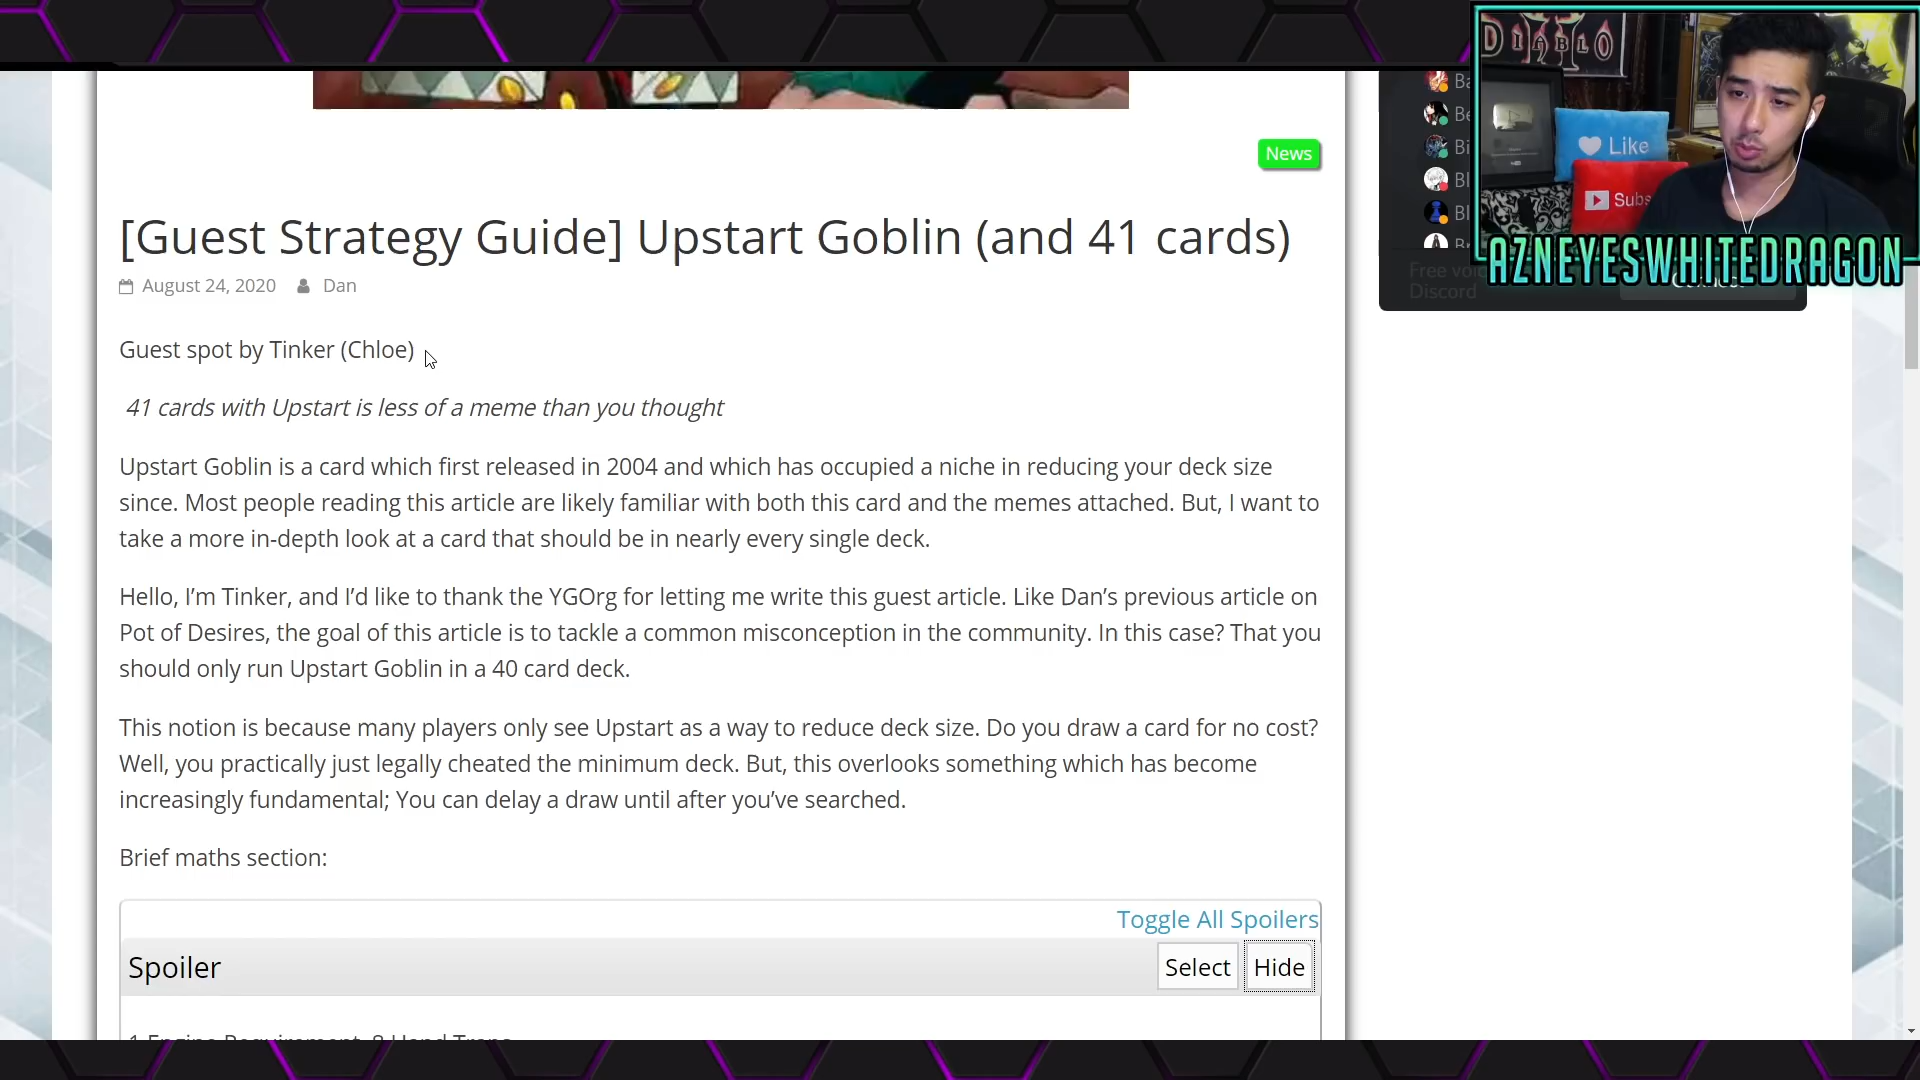 News
[Guest Strategy Guide] Upstart Goblin (and 41 cards)
August 24, 2020 Dan
Guest spot by Tinker (Chloe)
41 cards with Upstart is less of a meme than you thought
Upstart Goblin is a card which first released in 2004 and which has occupied a niche in reducing your deck size
since. Most people reading this article are likely familiar with both this card and the memes attached. But, I want to
take a more in-depth look at a card that should be in nearly every single deck.
Hello, I'm Tinker, and I'd like to thank the YGOrg for letting me write this guest article. Like Dan's previous article on
Pot of Desires, the goal of this article is to tackle a common misconception in the community. In this case? That you
should only run Upstart Goblin in a 40 card deck.
This notion is because many players only see Upstart as a way to reduce deck size. Do you draw a card for no cost?
Well, you practically just legally cheated the minimum deck. But, this overlooks something which has become
increasingly fundamental; You can delay a draw until after you've searched.
Brief maths section:
Toggle All Spoilers
Spoiler
Select Hide
DIABLO
Like
Subs
AZNEYESWHITEDRAGON
Ba
Be
Bi
Bl
Bl
Free
Discord